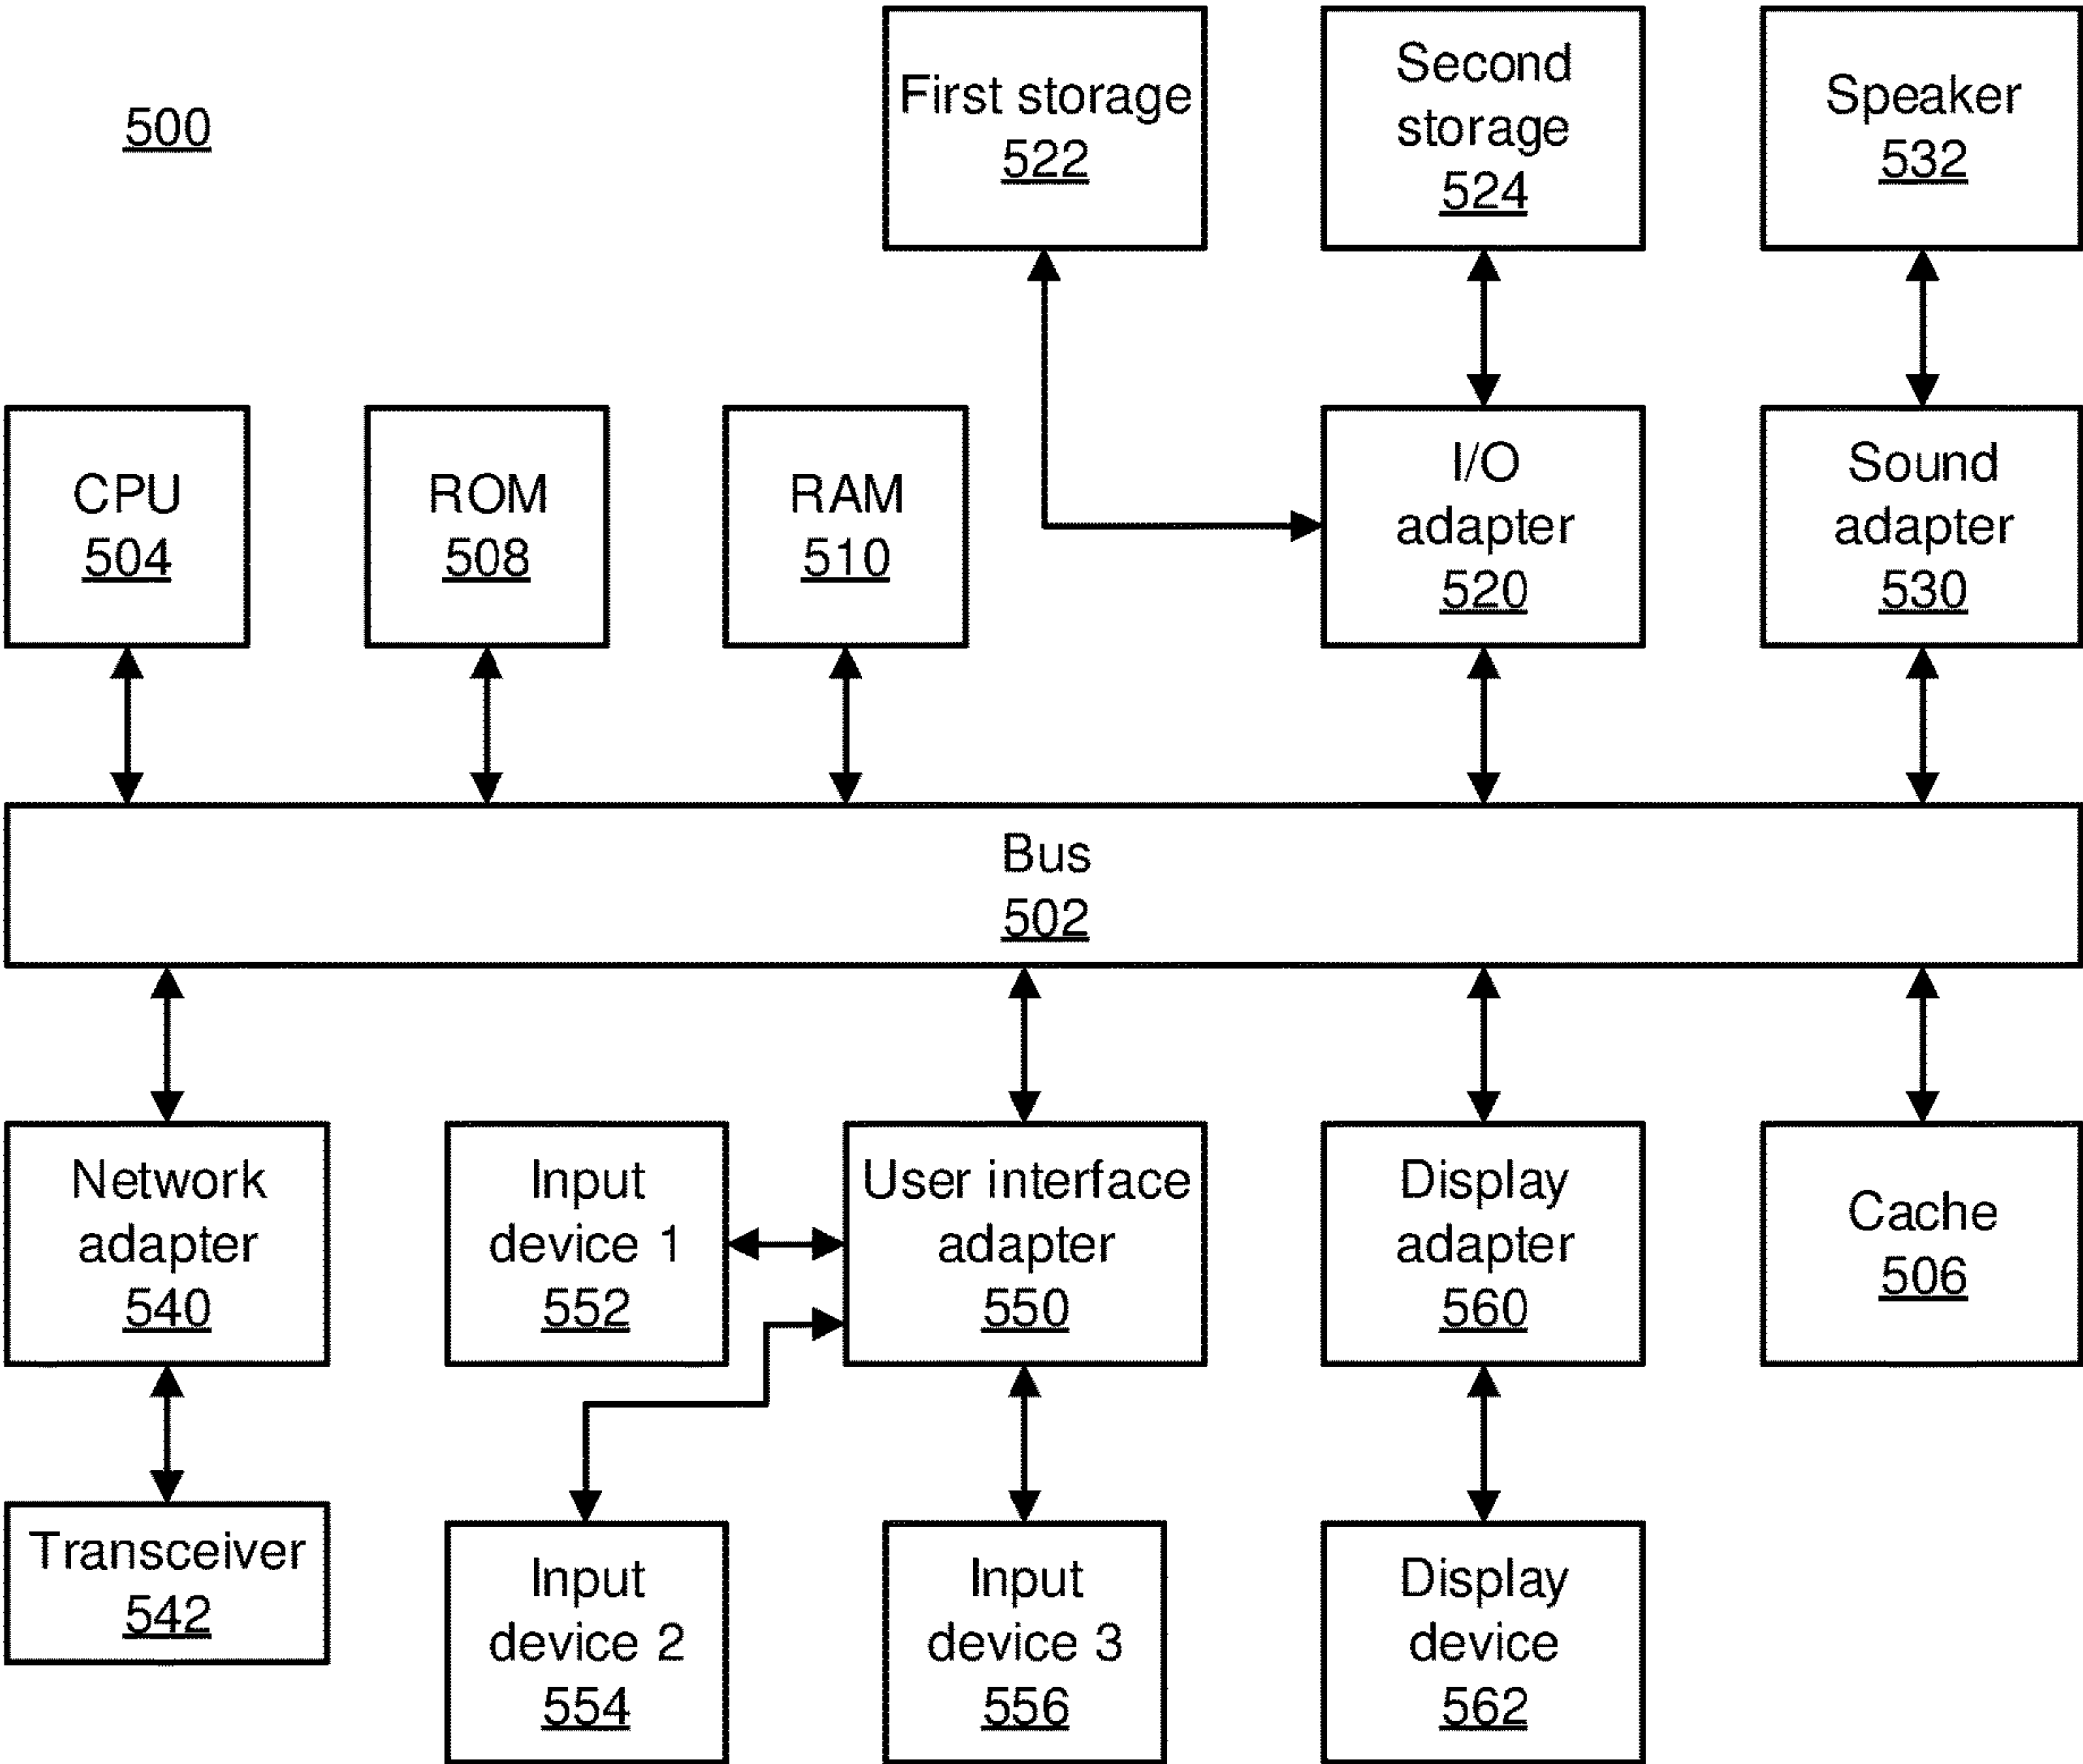 500
First storage
522
Second
storage
524
Speaker
532
CPU
504
ROM
508
RAM
510
I/O
adapter
520
Sound
adapter
530
Bus
502
Network
adapter
540
Input
device 1
552
User interface
adapter
550
Display
adapter
560
Cache
506
Transceiver
542
Input
device 2
554
Input
device 3
556
Display
device
562